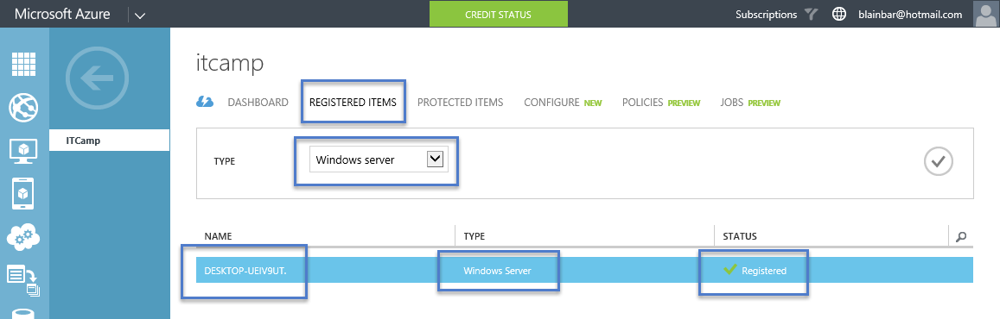 Microsoft Azure CREDIT STATUS Subscriptions blainbar@hotmail.com
itcamp
DASHBOARD REGISTERED ITEMS PROTECTED ITEMS CONFIGURE NEW POLICIES PREVIEW JOBS PREVIEW
ITCamp
TYPE Windows server
NAME TYPE STATUS
DESKTOP-UEIV9UT. Windows Server Registered